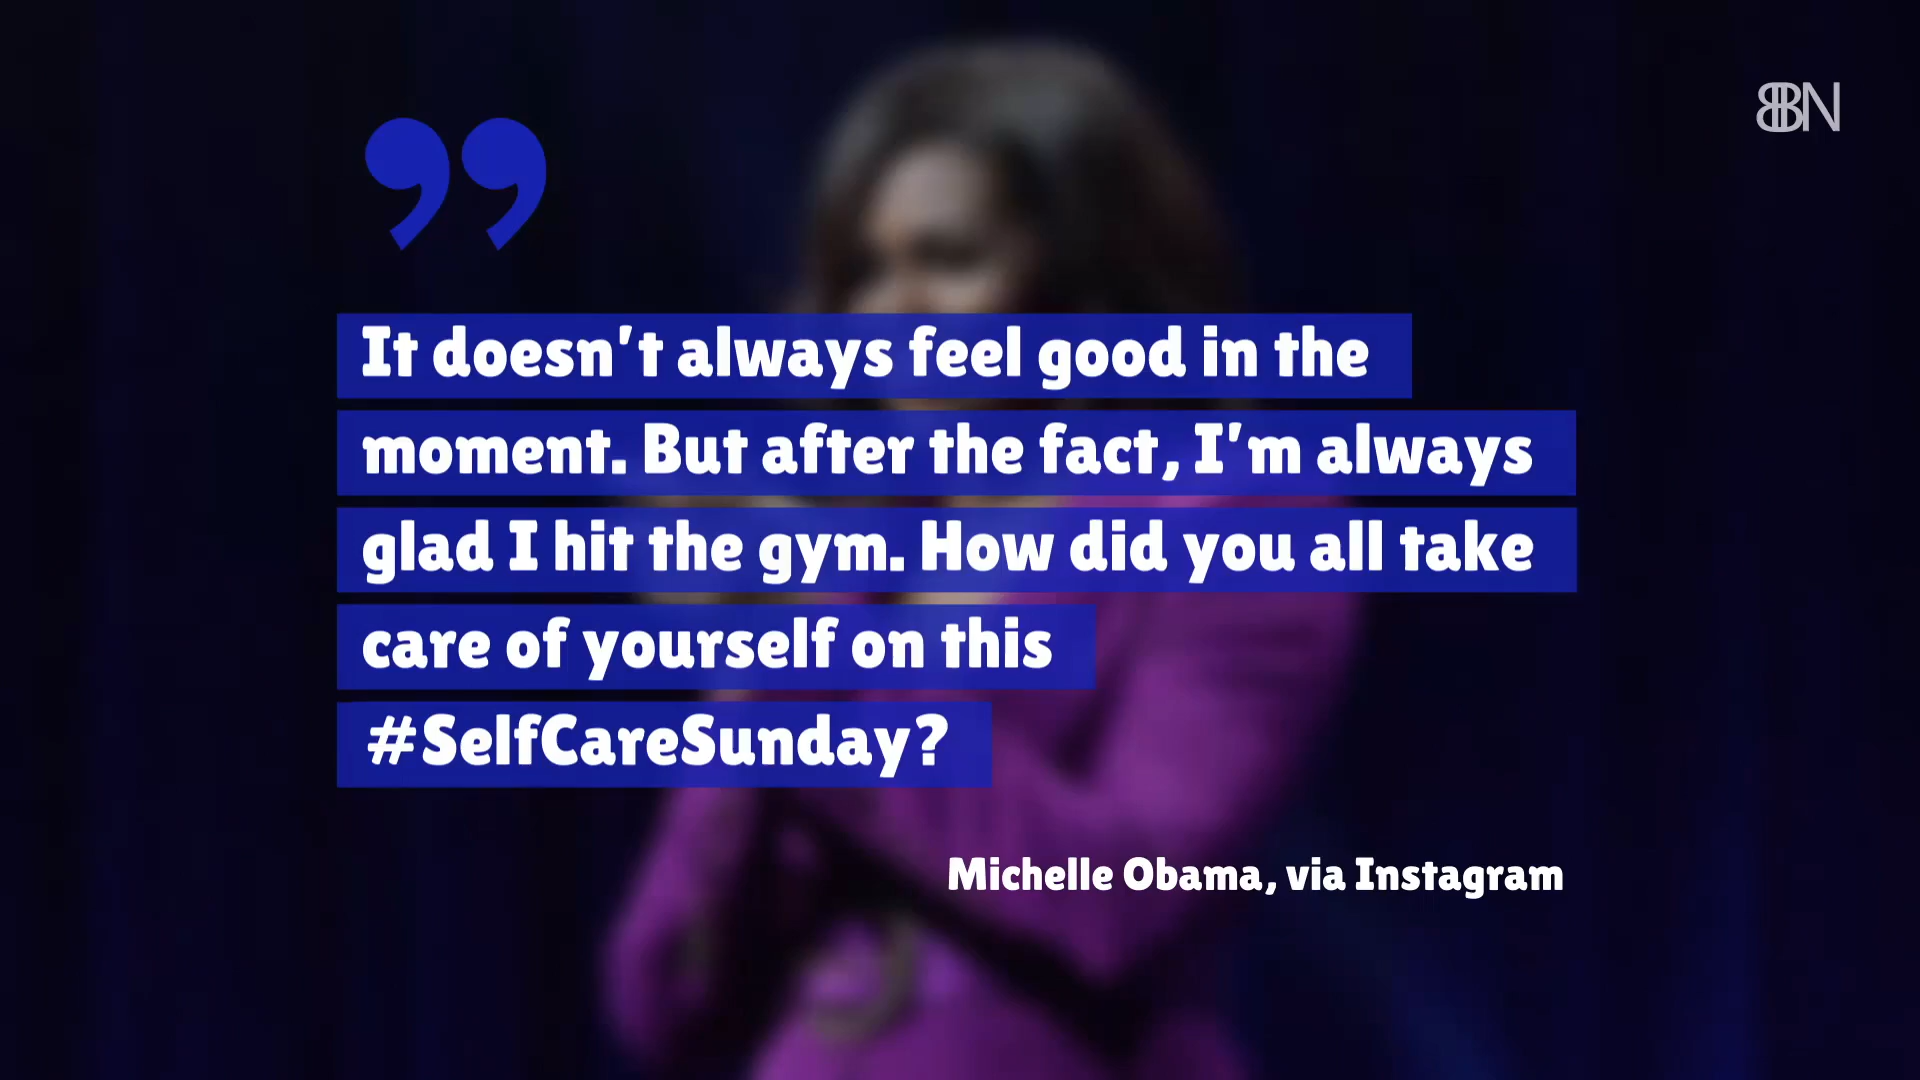 BBN
”
It doesn't always feel good in the
moment. But after the fact, I'm always
glad I hit the gym. How did you all take
care of yourself on this
#SelfCareSunday?
Michelle Obama, via Instagram